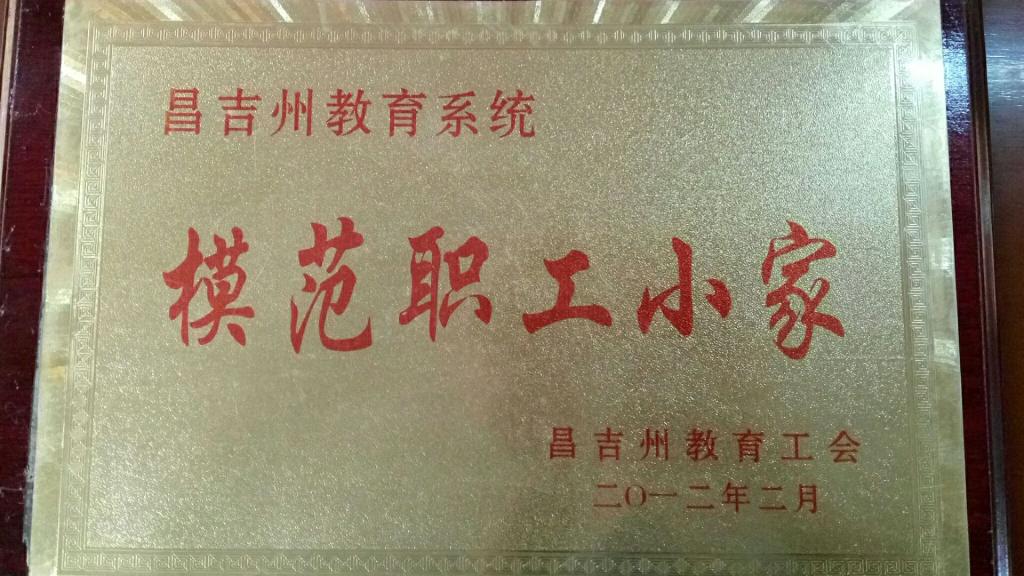 昌吉州教育系统
模范职工小家
昌吉州教育工会
二〇一二年二月